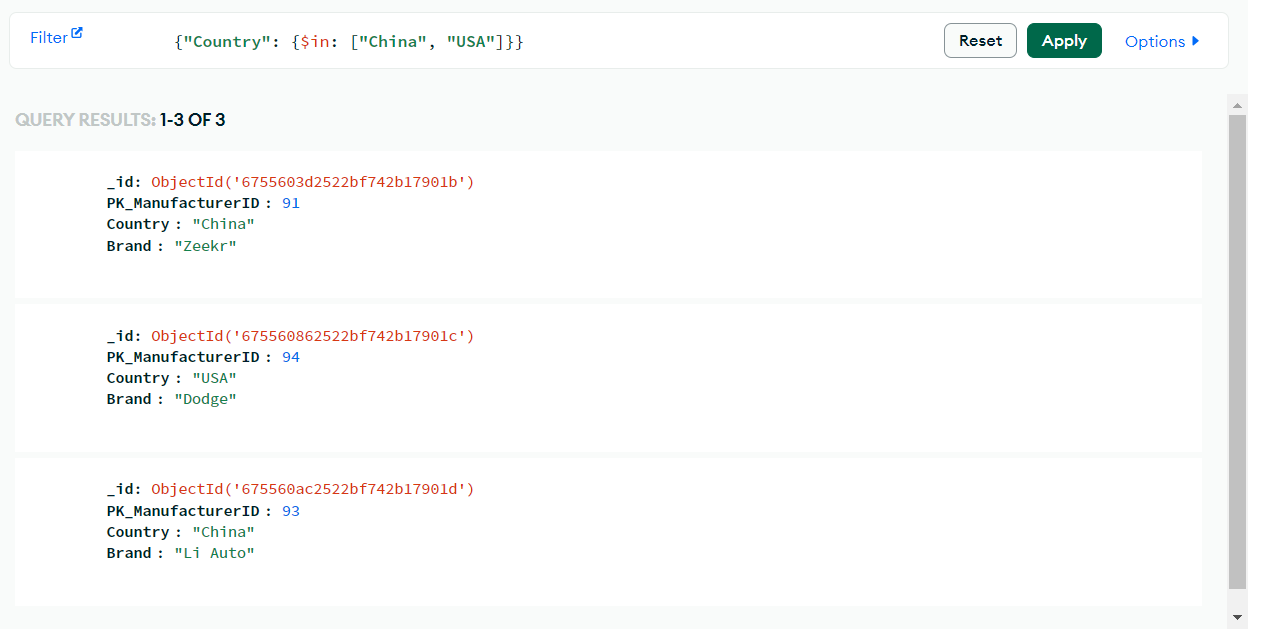 Filter {"Country": {$in: ["China", "USA"]}} Reset Apply Options
QUERY RESULTS: 1-3 OF 3
_id: ObjectId('6755603d2522bf742b17901b')
PK_ManufacturerID : 91
Country : "China"
Brand : "Zeekr"
_id: ObjectId('675560862522bf742b17901c')
PK_ManufacturerID : 94
Country : "USA"
Brand : "Dodge"
_id: ObjectId('675560ac2522bf742b17901d')
PK_ManufacturerID : 93
Country : "China"
Brand : "Li Auto"